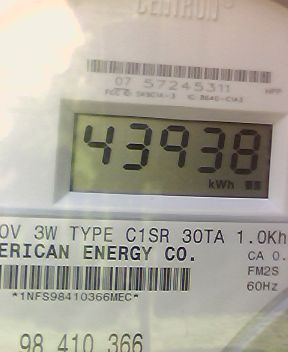 CENTRON®
07 57245311
43938
kWh
0V 3W TYPE C1SR 30TA 1.0Kh
ERICAN ENERGY CO.
CA 0.
FM2S
60Hz
*1NFS98410366MEC*
98 410 366